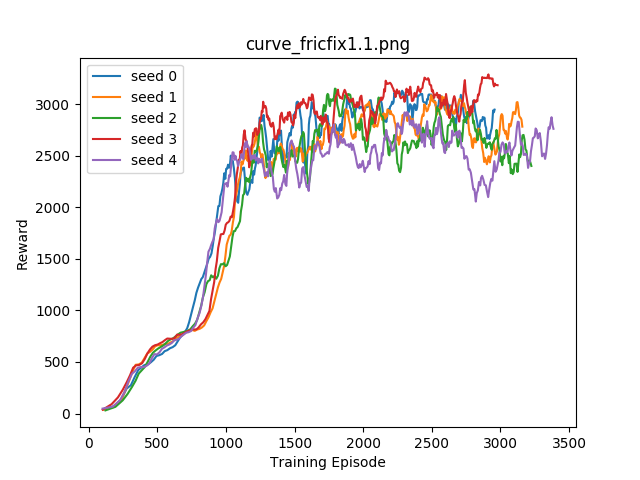 curve_fricfix1.1.png
seed 0
seed 1
seed 2
seed 3
seed 4
Reward
3000
2500
2000
1500
1000
500
0
0 500 1000 1500 2000 2500 3000 3500
Training Episode